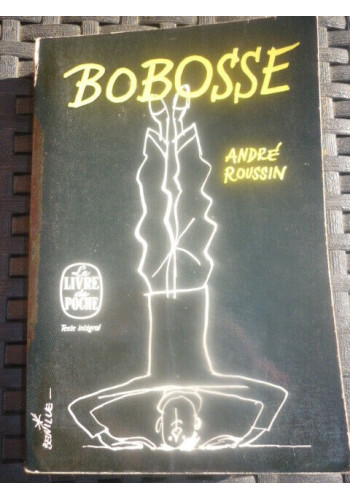 BOBOSSE
ANDRÉ
ROUSSIN
Le
LIVRE
de
POCHE
Texte intégral